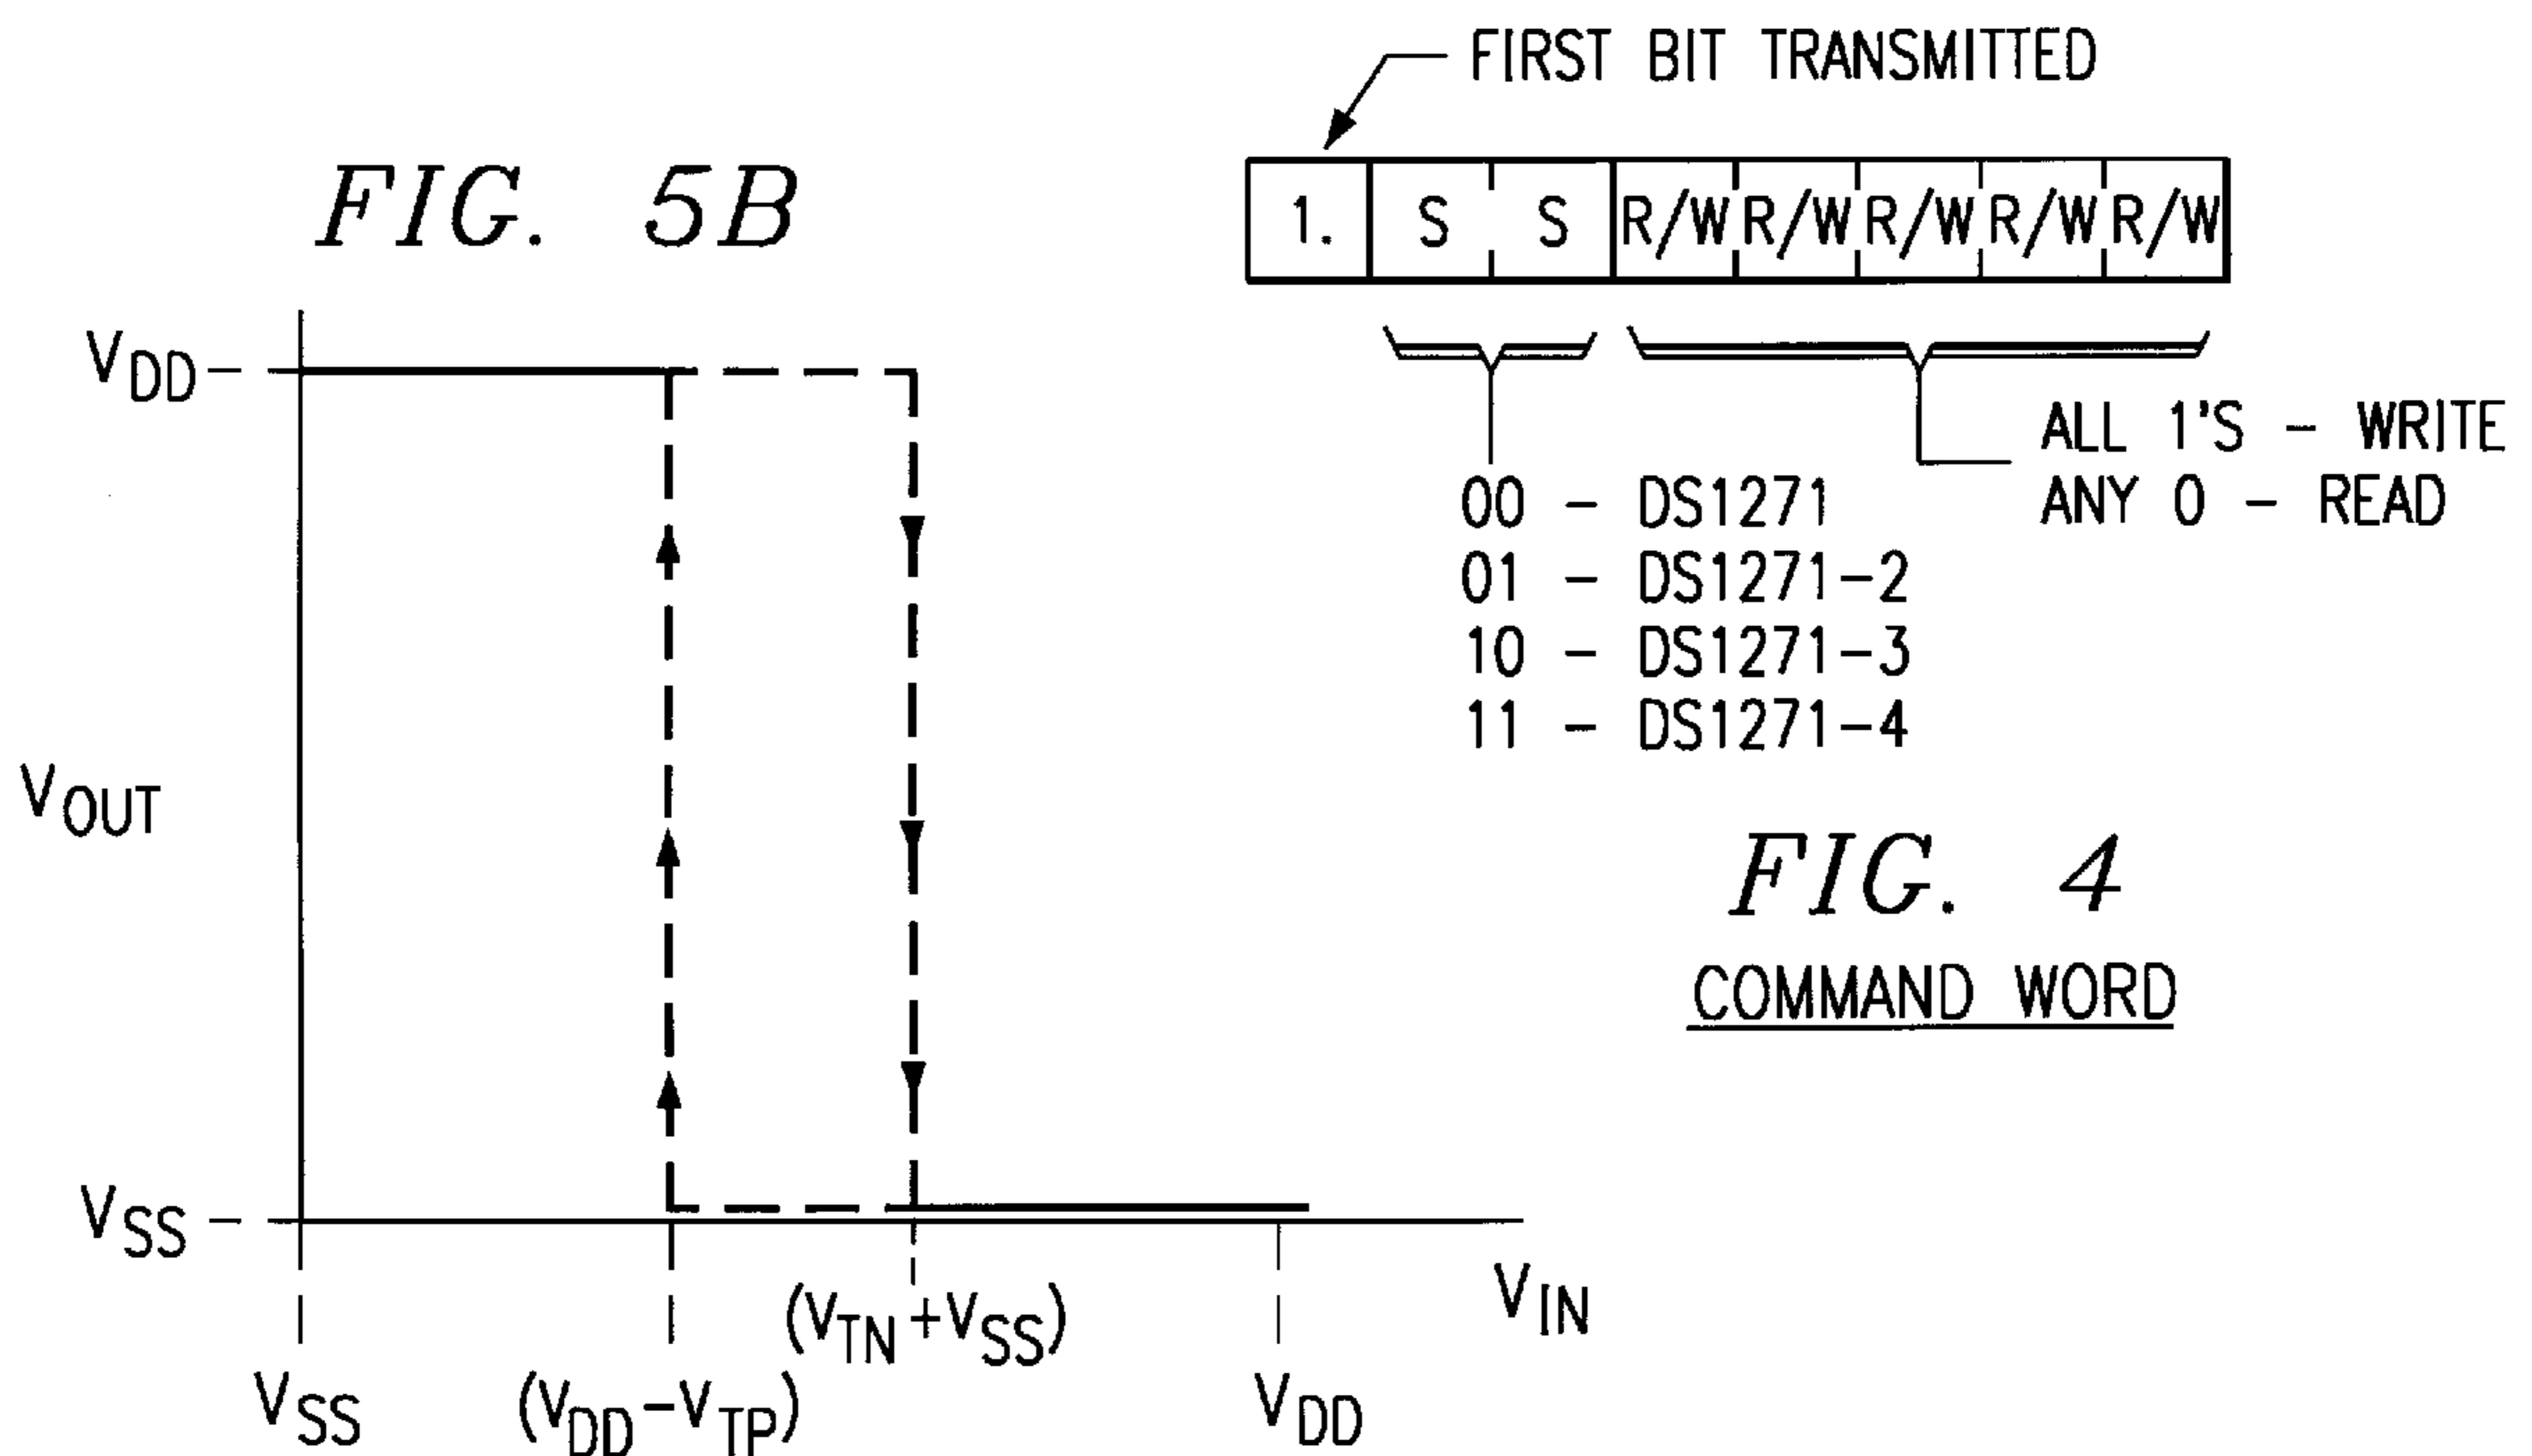 FIG. 5B
V_DD
V_OUT
V_SS
V_SS
(V_DD-V_TP)
(V_TN+V_SS)
V_DD
V_IN
FIRST BIT TRANSMITTED
1. S S R/W R/W R/W R/W R/W
ALL 1'S - WRITE
ANY 0 - READ
00 - DS1271
01 - DS1271-2
10 - DS1271-3
11 - DS1271-4
FIG. 4
COMMAND WORD